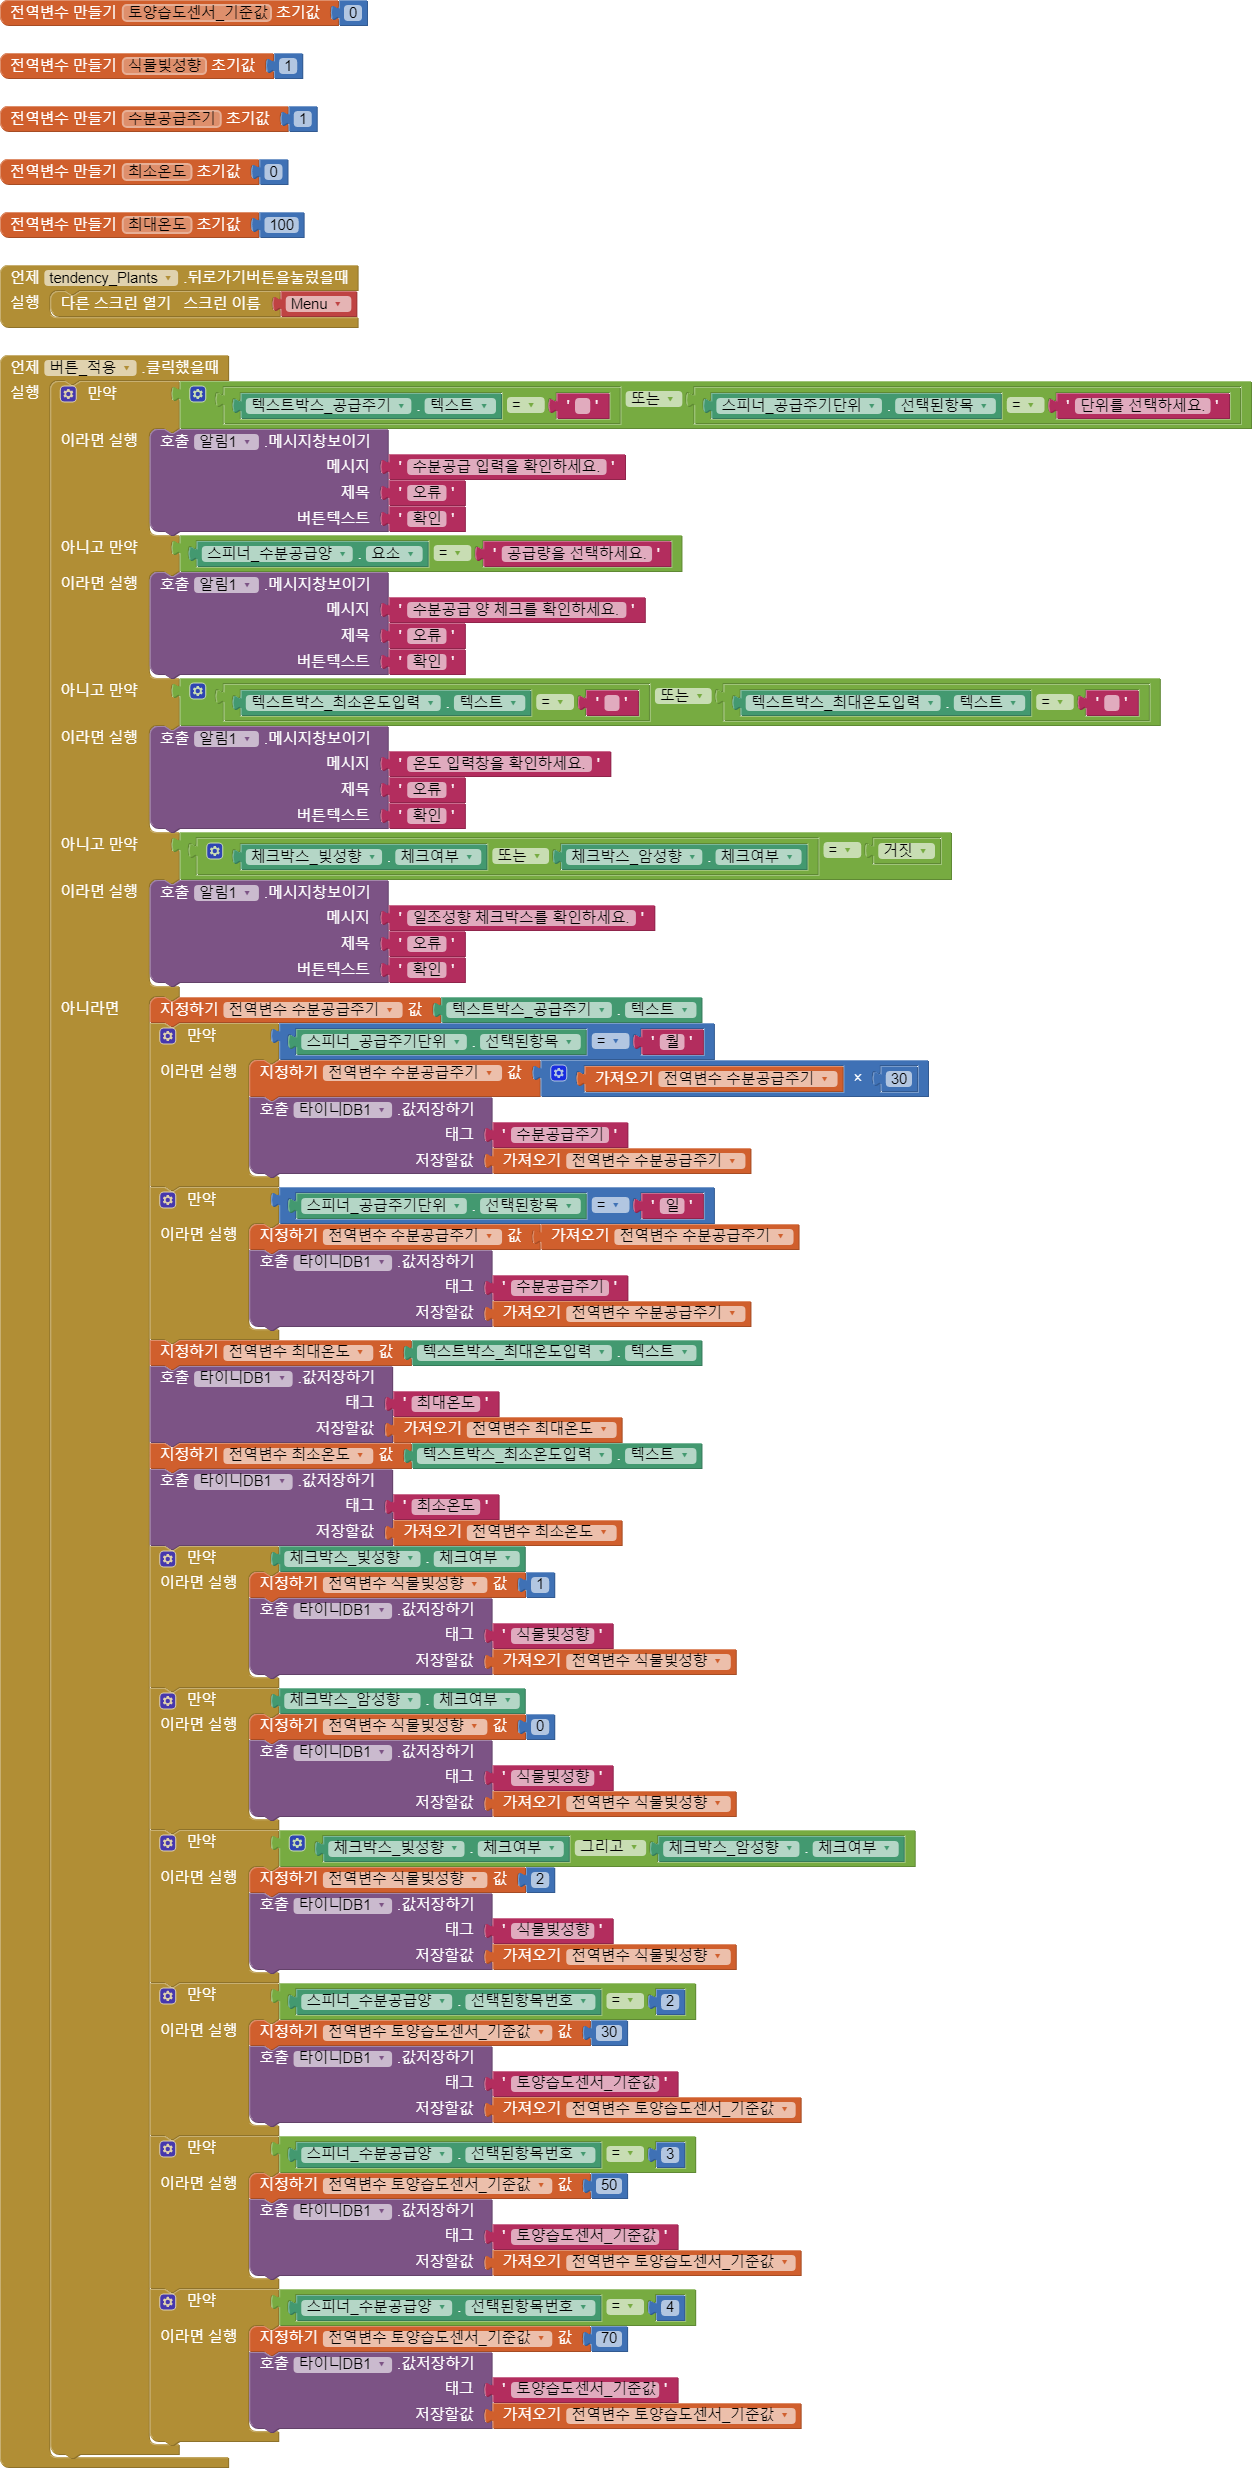 전역변수 만들기 토양습도센서_기준값 초기값 0
전역변수 만들기 식물빛성향 초기값 1
전역변수 만들기 수분공급주기 초기값 1
전역변수 만들기 최소온도 초기값 0
전역변수 만들기 최대온도 초기값 100
언제 tendency_Plants .뒤로가기버튼을눌렀을때
실행 다른 스크린 열기 스크린 이름 Menu
언제 버튼_적용 .클릭했을때
실행 만약 텍스트박스_공급주기 . 텍스트 = ' ' 또는 스피너_공급주기단위 . 선택된항목 = ' 단위를 선택하세요. '
이라면 실행 호출 알림1 .메시지창보이기
메시지 ' 수분공급 입력을 확인하세요. '
제목 ' 오류 '
버튼텍스트 ' 확인 '
아니고 만약 스피너_수분공급양 . 요소 = ' 공급량을 선택하세요. '
이라면 실행 호출 알림1 .메시지창보이기
메시지 ' 수분공급 양 체크를 확인하세요. '
제목 ' 오류 '
버튼텍스트 ' 확인 '
아니고 만약 텍스트박스_최소온도입력 . 텍스트 = ' ' 또는 텍스트박스_최대온도입력 . 텍스트 = ' '
이라면 실행 호출 알림1 .메시지창보이기
메시지 ' 온도 입력창을 확인하세요. '
제목 ' 오류 '
버튼텍스트 ' 확인 '
아니고 만약 체크박스_빛성향 . 체크여부 또는 체크박스_암성향 . 체크여부 = 거짓
이라면 실행 호출 알림1 .메시지창보이기
메시지 ' 일조성향 체크박스를 확인하세요. '
제목 ' 오류 '
버튼텍스트 ' 확인 '
아니라면 지정하기 전역변수 수분공급주기 값 텍스트박스_공급주기 . 텍스트
만약 스피너_공급주기단위 . 선택된항목 = ' 월 '
이라면 실행 지정하기 전역변수 수분공급주기 값 가져오기 전역변수 수분공급주기 × 30
호출 타이니DB1 .값저장하기
태그 ' 수분공급주기 '
저장할값 가져오기 전역변수 수분공급주기
만약 스피너_공급주기단위 . 선택된항목 = ' 일 '
이라면 실행 지정하기 전역변수 수분공급주기 값 가져오기 전역변수 수분공급주기
호출 타이니DB1 .값저장하기
태그 ' 수분공급주기 '
저장할값 가져오기 전역변수 수분공급주기
지정하기 전역변수 최대온도 값 텍스트박스_최대온도입력 . 텍스트
호출 타이니DB1 .값저장하기
태그 ' 최대온도 '
저장할값 가져오기 전역변수 최대온도
지정하기 전역변수 최소온도 값 텍스트박스_최소온도입력 . 텍스트
호출 타이니DB1 .값저장하기
태그 ' 최소온도 '
저장할값 가져오기 전역변수 최소온도
만약 체크박스_빛성향 . 체크여부
이라면 실행 지정하기 전역변수 식물빛성향 값 1
호출 타이니DB1 .값저장하기
태그 ' 식물빛성향 '
저장할값 가져오기 전역변수 식물빛성향
만약 체크박스_암성향 . 체크여부
이라면 실행 지정하기 전역변수 식물빛성향 값 0
호출 타이니DB1 .값저장하기
태그 ' 식물빛성향 '
저장할값 가져오기 전역변수 식물빛성향
만약 체크박스_빛성향 . 체크여부 그리고 체크박스_암성향 . 체크여부
이라면 실행 지정하기 전역변수 식물빛성향 값 2
호출 타이니DB1 .값저장하기
태그 ' 식물빛성향 '
저장할값 가져오기 전역변수 식물빛성향
만약 스피너_수분공급양 . 선택된항목번호 = 2
이라면 실행 지정하기 전역변수 토양습도센서_기준값 값 30
호출 타이니DB1 .값저장하기
태그 ' 토양습도센서_기준값 '
저장할값 가져오기 전역변수 토양습도센서_기준값
만약 스피너_수분공급양 . 선택된항목번호 = 3
이라면 실행 지정하기 전역변수 토양습도센서_기준값 값 50
호출 타이니DB1 .값저장하기
태그 ' 토양습도센서_기준값 '
저장할값 가져오기 전역변수 토양습도센서_기준값
만약 스피너_수분공급양 . 선택된항목번호 = 4
이라면 실행 지정하기 전역변수 토양습도센서_기준값 값 70
호출 타이니DB1 .값저장하기
태그 ' 토양습도센서_기준값 '
저장할값 가져오기 전역변수 토양습도센서_기준값